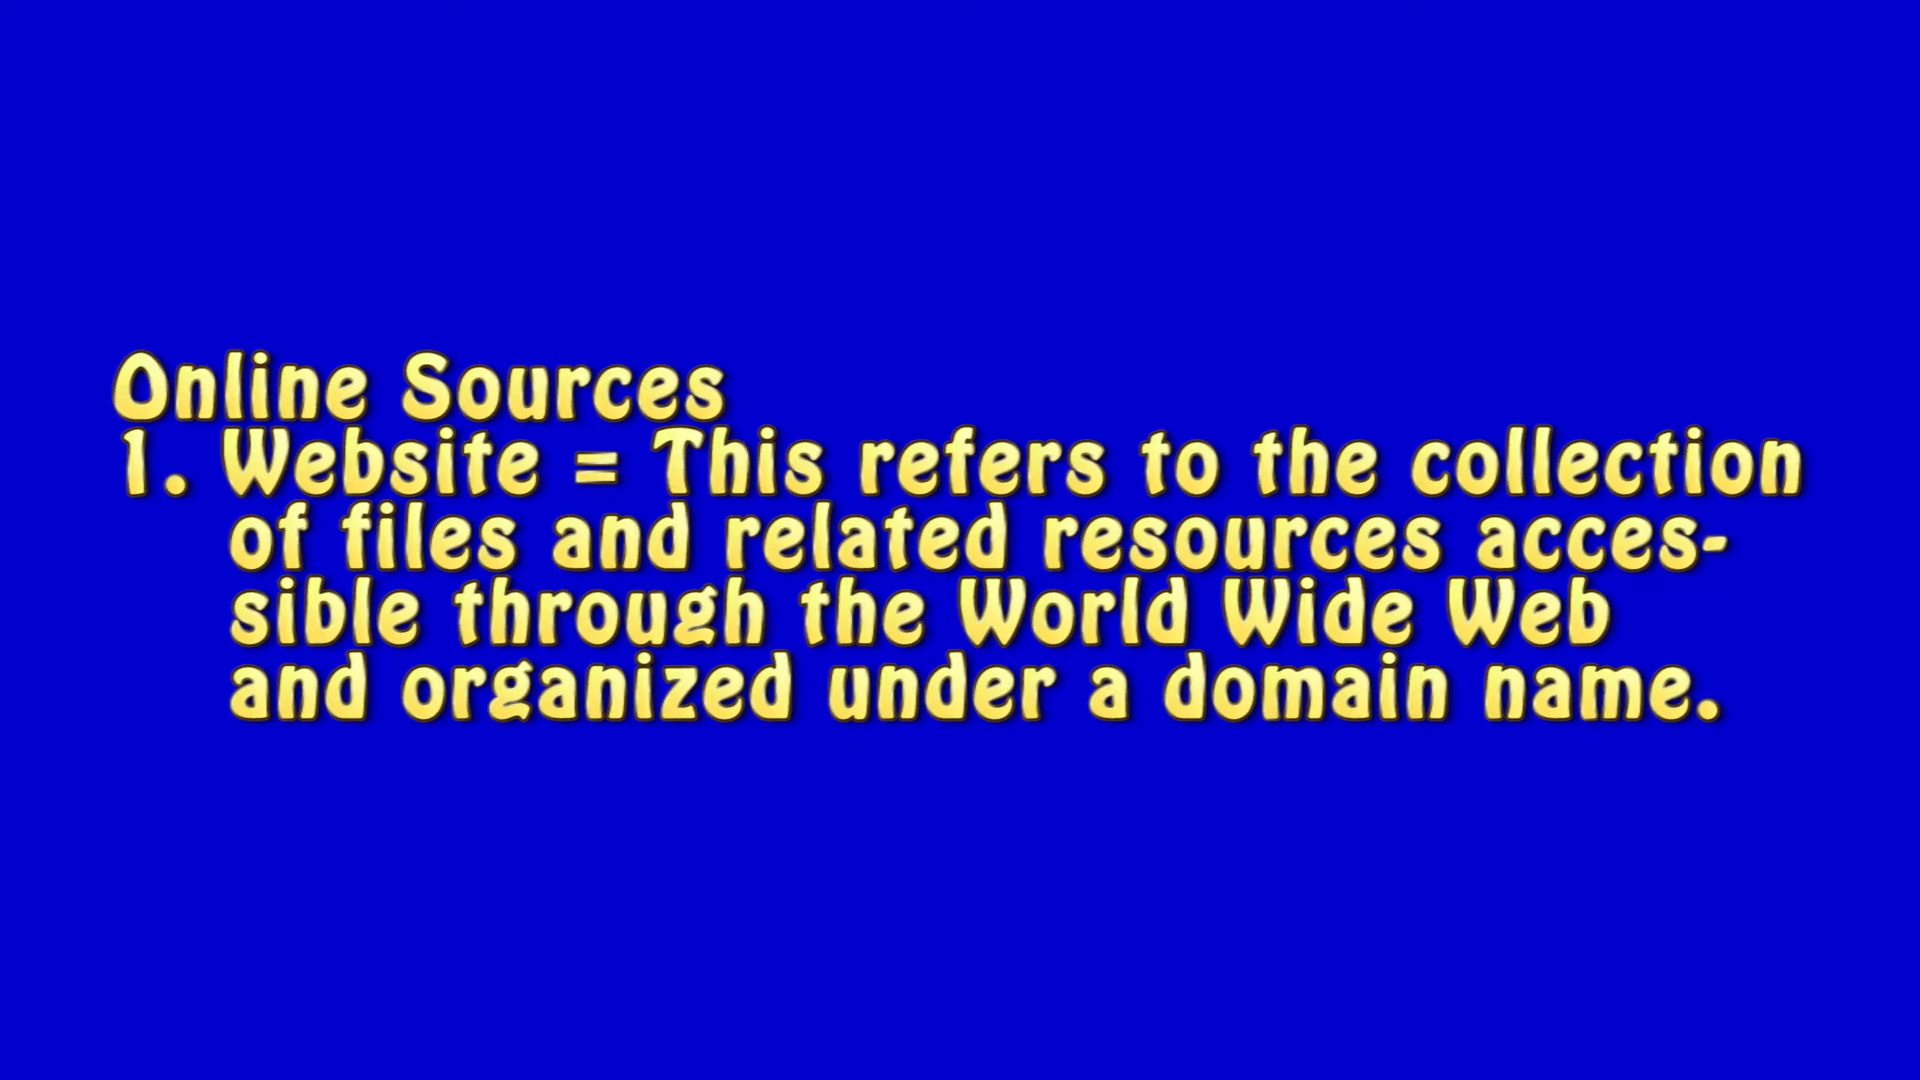 Online Sources
1. Website = This refers to the collection
of files and related resources acces-
sible through the World Wide Web
and organized under a domain name.